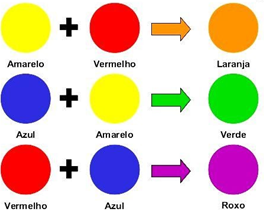 Amarelo + Vermelho Laranja
Azul + Amarelo Verde
Vermelho + Azul Roxo